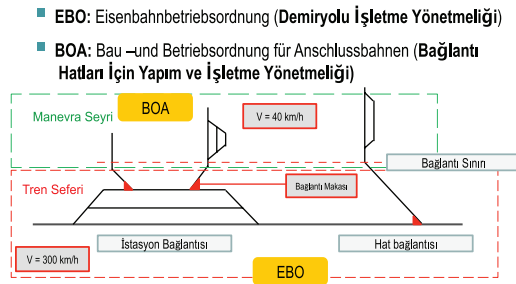 EBO: Eisenbahnbetriebsordnung (Demiryolu İşletme Yönetmeliği)
BOA: Bau –und Betriebsordnung für Anschlussbahnen (Bağlantı
Hatları İçin Yapım ve İşletme Yönetmeliği)
BOA
Manevra Seyri
V = 40 km/h
Bağlantı Sınırı
Tren Seferi
Bağlantı Makası
İstasyon Bağlantısı
Hat bağlantısı
V = 300 km/h
EBO